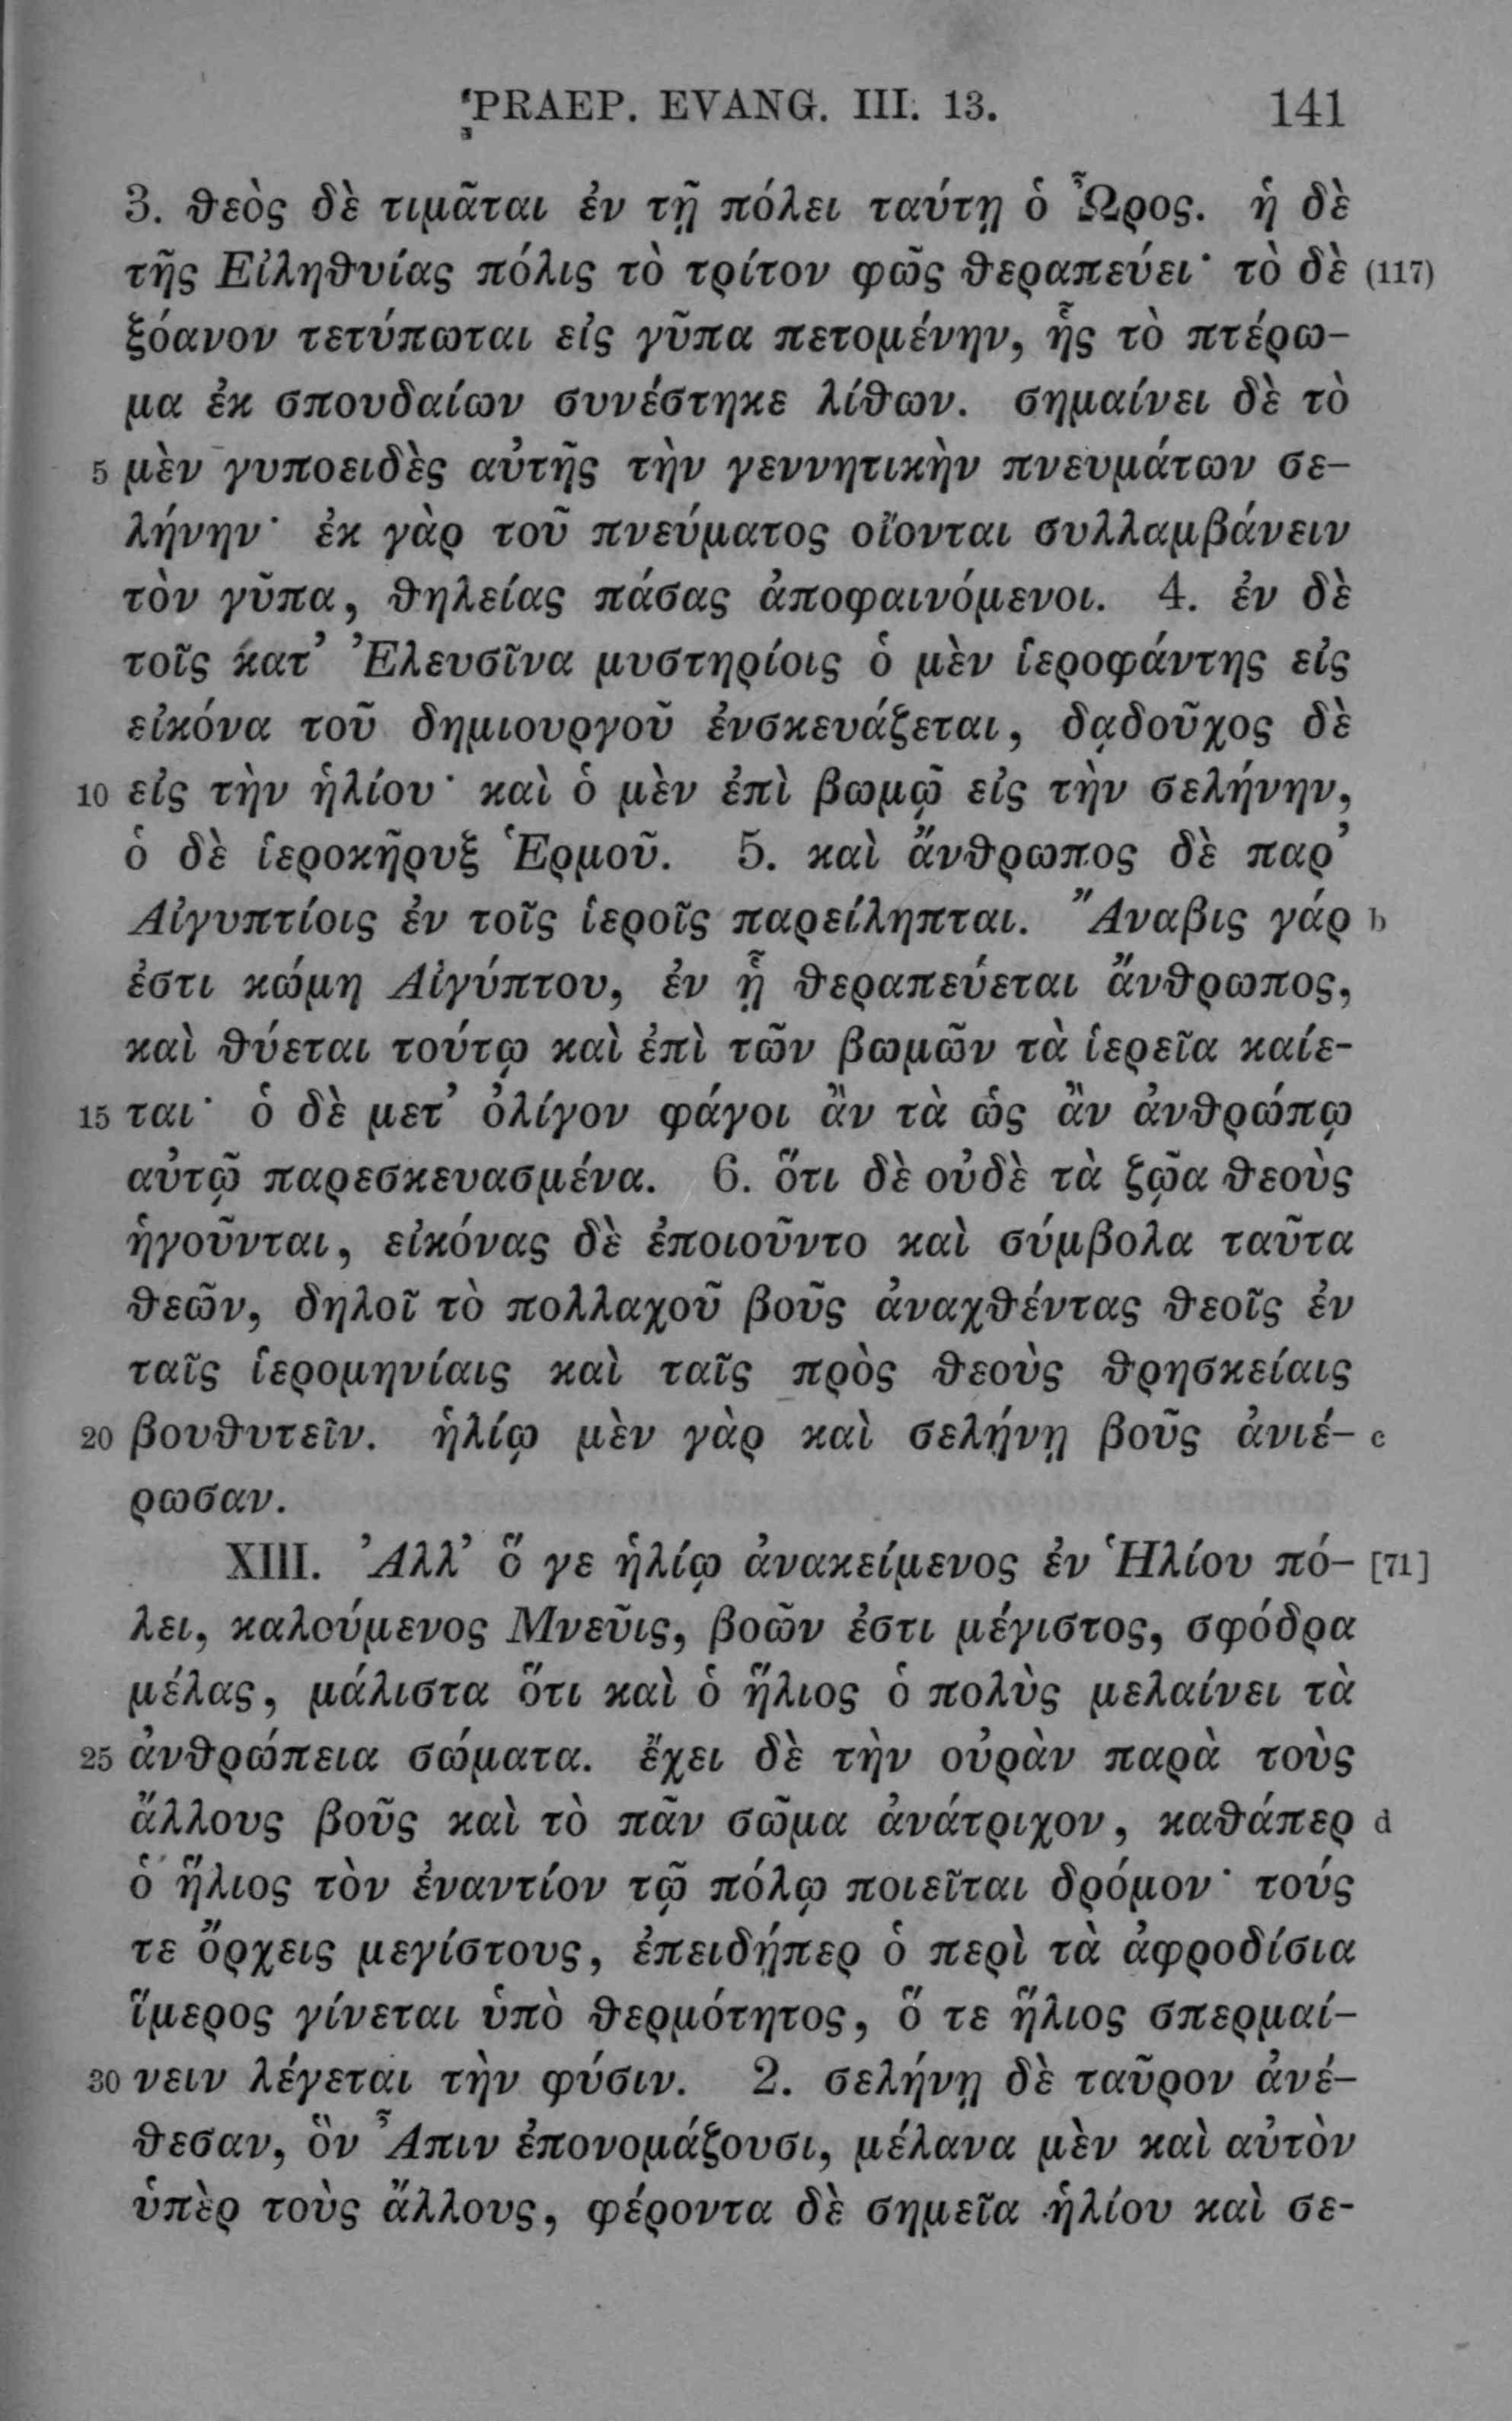 PRAEP. EVANG. III. 13. 141
3. θεὸς δὲ τιμᾶται ἐν τῇ πόλει ταύτῃ ὁ Ὦρος. ἡ δὲ
τῆς Εἰληθυίας πόλις τὸ τρίτον φῶς θεραπεύει· τὸ δὲ (117)
ξόανον τετύπωται εἰς γῦπα πετομένην, ἧς τὸ πτέρω-
μα ἐκ σπουδαίων συνέστηκε λίθων. σημαίνει δὲ τὸ
5 μὲν γυποειδὲς αὐτῆς τὴν γεννητικὴν πνευμάτων σε-
λήνην· ἐκ γὰρ τοῦ πνεύματος οἴονται συλλαμβάνειν
τὸν γῦπα, θηλείας πάσας ἀποφαινόμενοι. 4. ἐν δὲ
τοῖς κατ’ Ἐλευσῖνα μυστηρίοις ὁ μὲν ἱεροφάντης εἰς
εἰκόνα τοῦ δημιουργοῦ ἐνσκευάζεται, δᾳδοῦχος δὲ
10 εἰς τὴν ἡλίου· καὶ ὁ μὲν ἐπὶ βωμῷ εἰς τὴν σελήνην,
ὁ δὲ ἱεροκῆρυξ Ἑρμοῦ. 5. καὶ ἄνθρωπος δὲ παρ’
Αἰγυπτίοις ἐν τοῖς ἱεροῖς παρείληπται. Ἄναβις γάρ b
ἐστι κώμη Αἰγύπτου, ἐν ᾗ θεραπεύεται ἄνθρωπος,
καὶ θύεται τούτῳ καὶ ἐπὶ τῶν βωμῶν τὰ ἱερεῖα καίε-
15 ται· ὁ δὲ μετ’ ὀλίγον φάγοι ἂν τὰ ὡς ἂν ἀνθρώπῳ
αὐτῷ παρεσκευασμένα. 6. ὅτι δὲ οὐδὲ τὰ ζῷα θεοὺς
ἡγοῦνται, εἰκόνας δὲ ἐποιοῦντο καὶ σύμβολα ταῦτα
θεῶν, δηλοῖ τὸ πολλαχοῦ βοῦς ἀναχθέντας θεοῖς ἐν
ταῖς ἱερομηνίαις καὶ ταῖς πρὸς θεοὺς θρησκείαις
20 βουθυτεῖν. ἡλίῳ μὲν γὰρ καὶ σελήνῃ βοῦς ἀνιέ- c
ρωσαν.
XIII. Ἀλλ’ ὅ γε ἡλίῳ ἀνακείμενος ἐν Ἡλίου πό- [71]
λει, καλούμενος Μνεῦις, βοῶν ἐστι μέγιστος, σφόδρα
μέλας, μάλιστα ὅτι καὶ ὁ ἥλιος ὁ πολὺς μελαίνει τὰ
25 ἀνθρώπεια σώματα. ἔχει δὲ τὴν οὐρὰν παρὰ τοὺς
ἄλλους βοῦς καὶ τὸ πᾶν σῶμα ἀνάτριχον, καθάπερ d
ὁ ἥλιος τὸν ἐναντίον τῷ πόλῳ ποιεῖται δρόμον· τούς
τε ὄρχεις μεγίστους, ἐπειδήπερ ὁ περὶ τὰ ἀφροδίσια
ἵμερος γίνεται ὑπὸ θερμότητος, ὅ τε ἥλιος σπερμαί-
30 νειν λέγεται τὴν φύσιν. 2. σελήνῃ δὲ ταῦρον ἀνέ-
θεσαν, ὃν Ἆπιν ἐπονομάζουσι, μέλανα μὲν καὶ αὐτὸν
ὑπὲρ τοὺς ἄλλους, φέροντα δὲ σημεῖα ἡλίου καὶ σε-